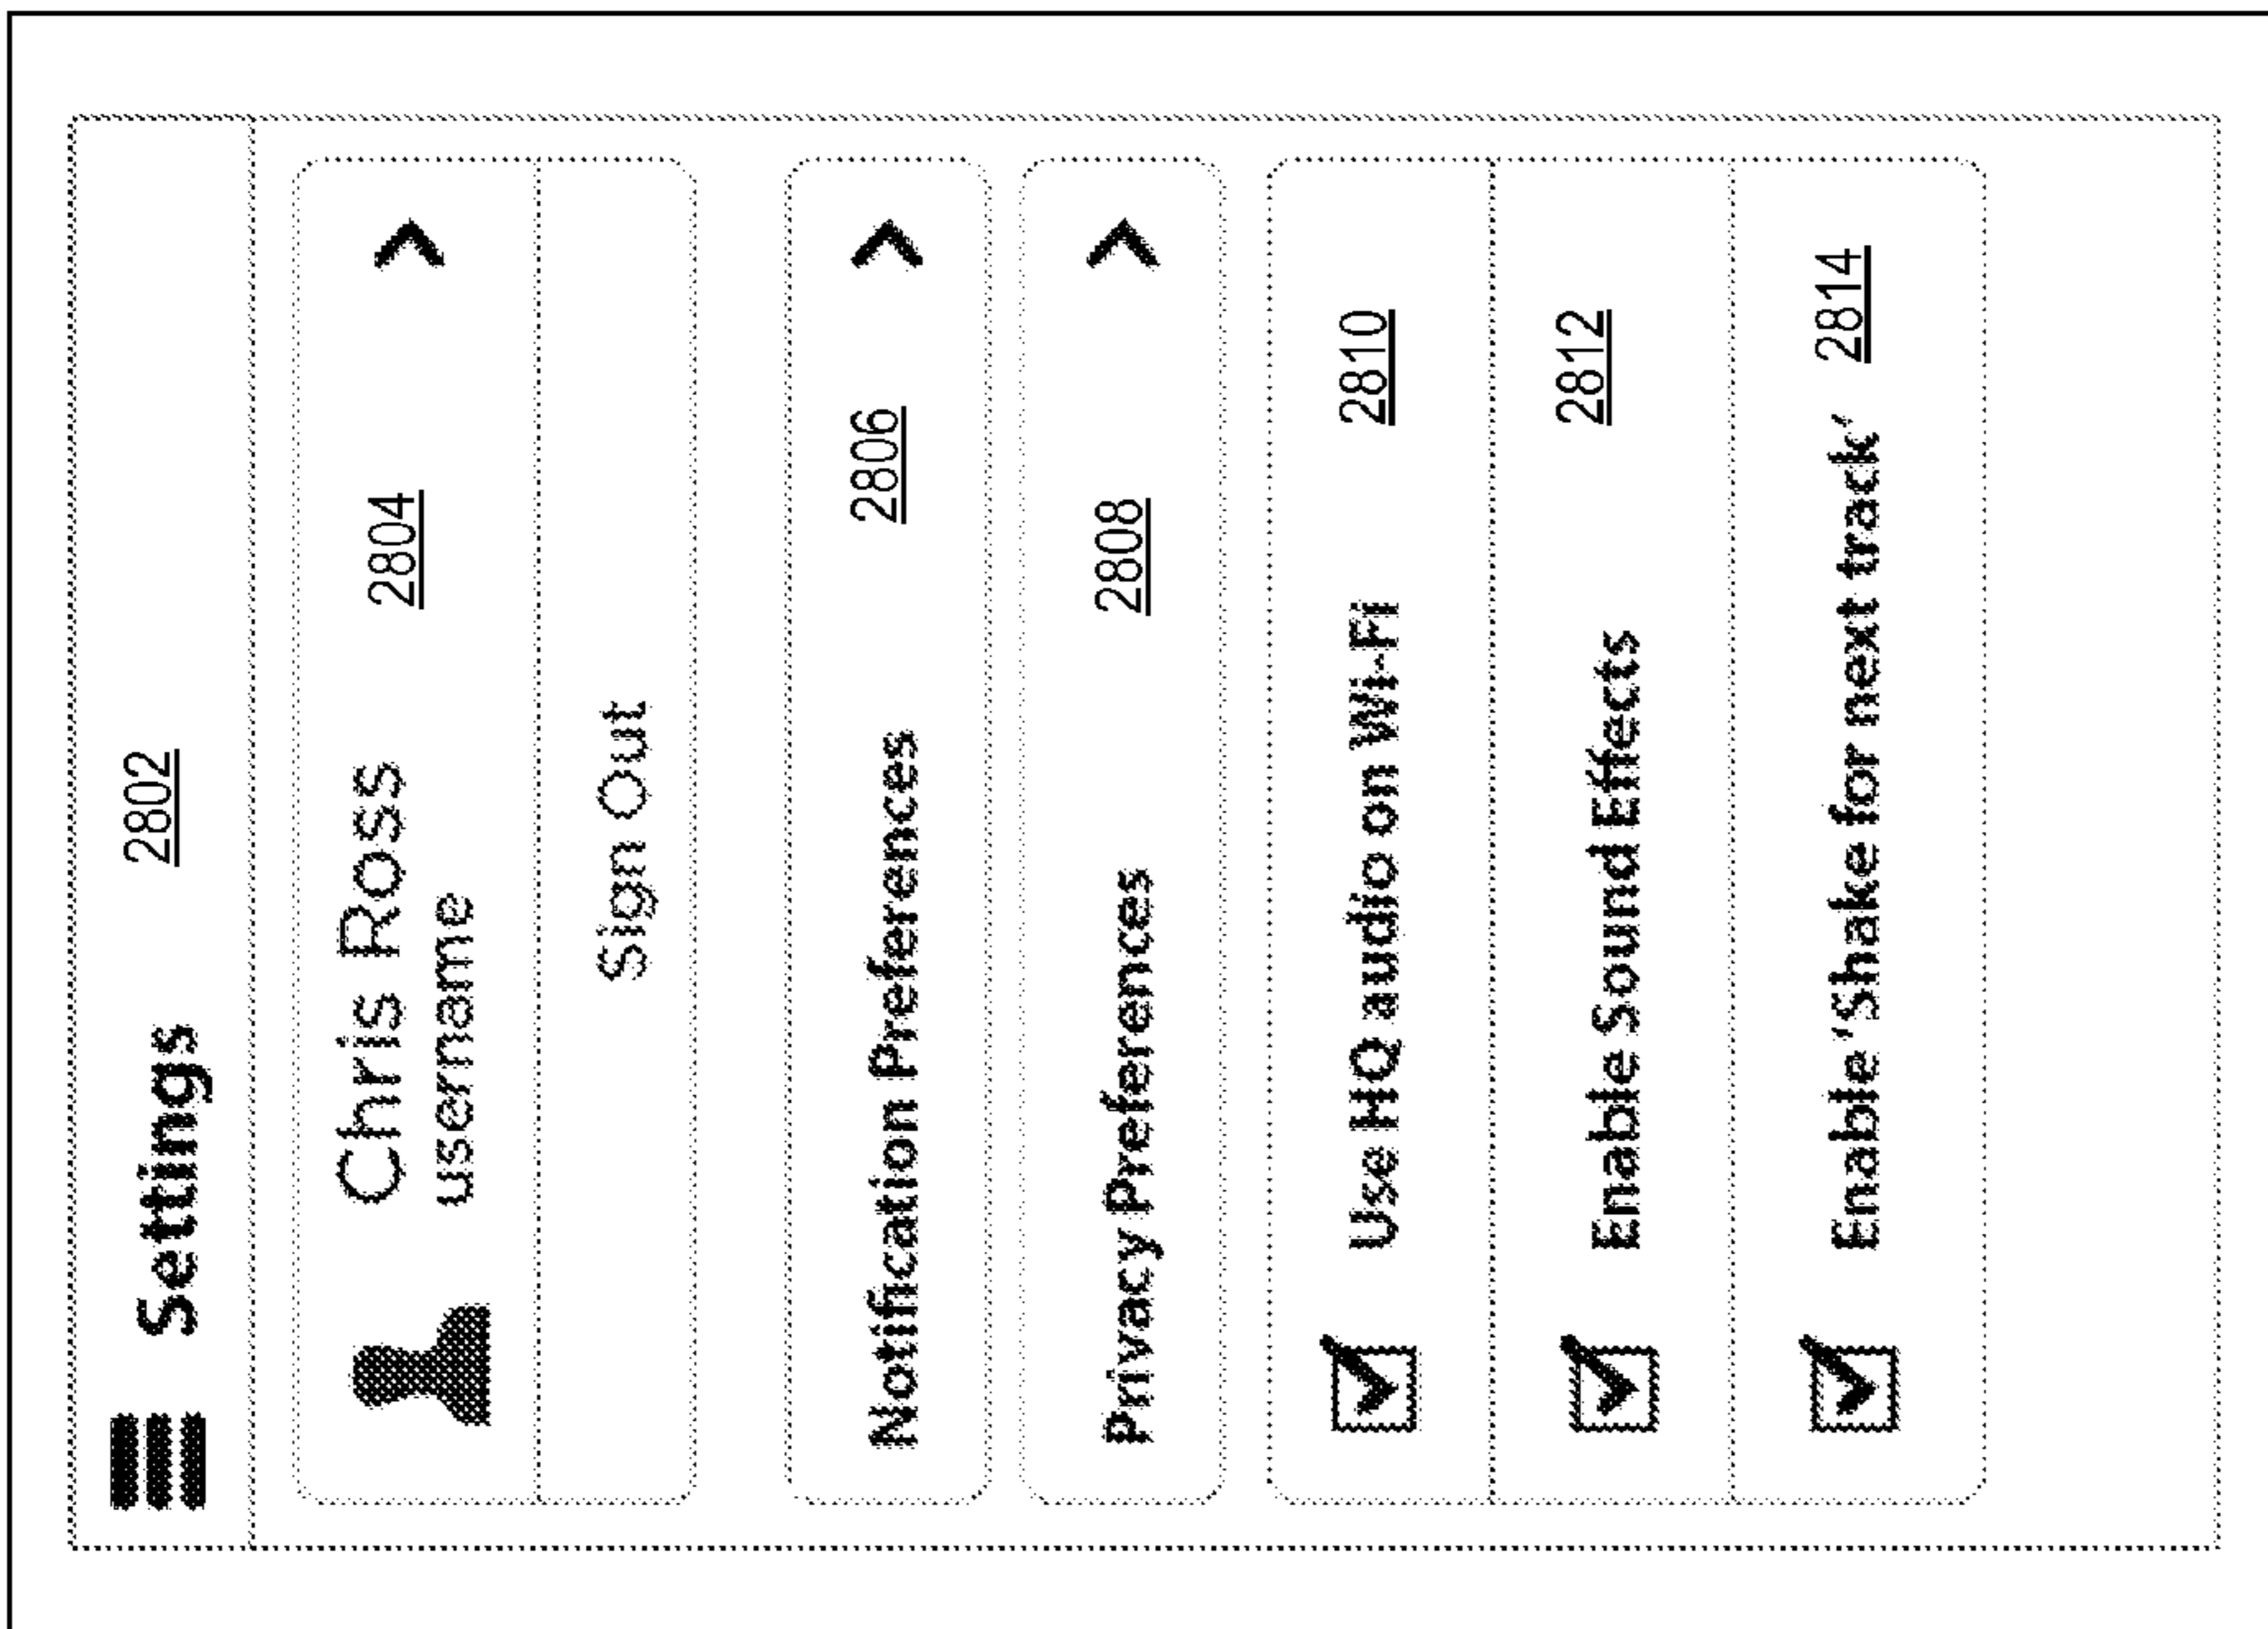 Settings 2802
Chris Ross 2804
username
Sign Out
Notification Preferences 2806
Privacy Preferences 2808
Use HQ audio on Wi-Fi 2810
Enable Sound Effects 2812
Enable 'Shake for next track' 2814